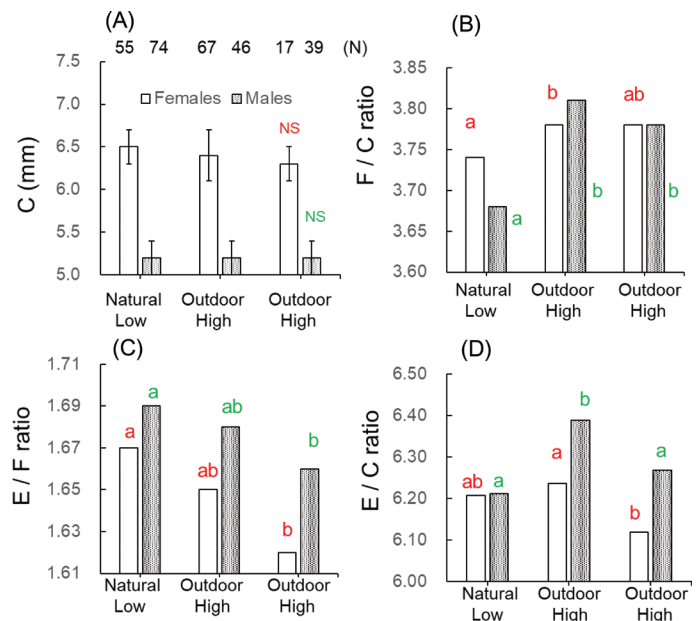 (A)
55 74 67 46 17 39 (N)
7.5
7.0
6.5
6.0
5.5
5.0
C (mm)
Females Males
NS
NS
Natural Low
Outdoor High
Outdoor High
(B)
3.85
3.80
3.75
3.70
3.65
3.60
F / C ratio
a
b
ab
a
b
b
Natural Low
Outdoor High
Outdoor High
(C)
1.71
1.69
1.67
1.65
1.63
1.61
E / F ratio
a
a
ab
ab
b
b
Natural Low
Outdoor High
Outdoor High
(D)
6.50
6.40
6.30
6.20
6.10
6.00
E / C ratio
ab
a
a
b
b
a
Natural Low
Outdoor High
Outdoor High